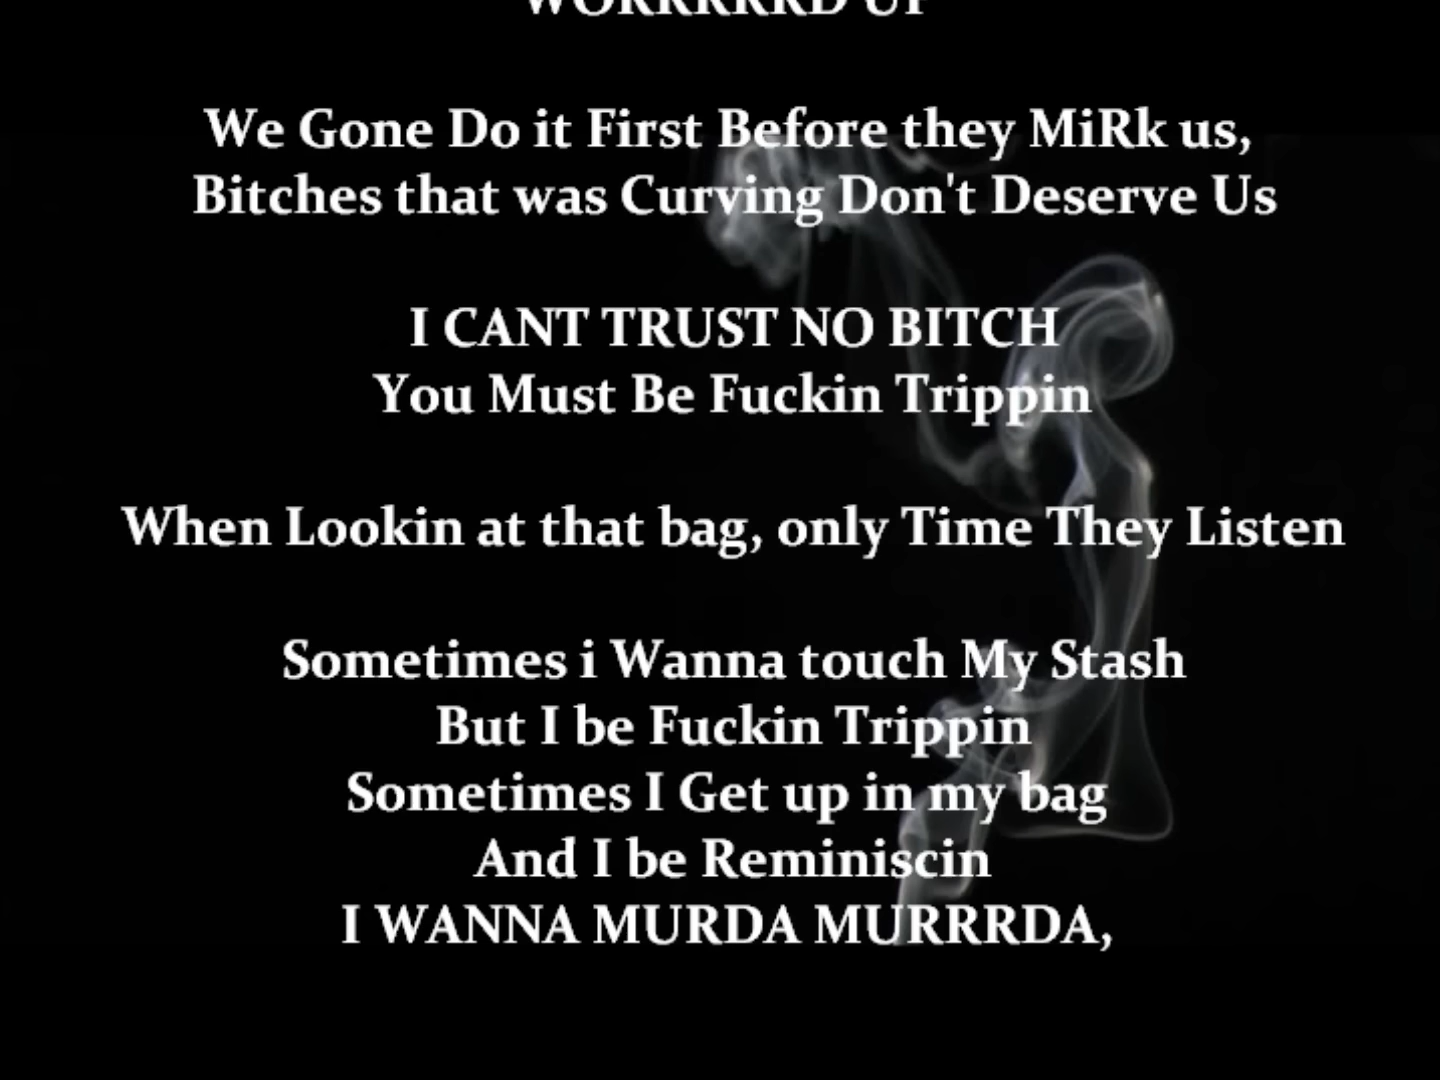 WORRRRRD UP
We Gone Do it First Before they MiRk us,
Bitches that was Curving Don't Deserve Us
I CANT TRUST NO BITCH
You Must Be Fuckin Trippin
When Lookin at that bag, only Time They Listen
Sometimes i Wanna touch My Stash
But I be Fuckin Trippin
Sometimes I Get up in my bag
And I be Reminiscin
I WANNA MURDA MURRRDA,